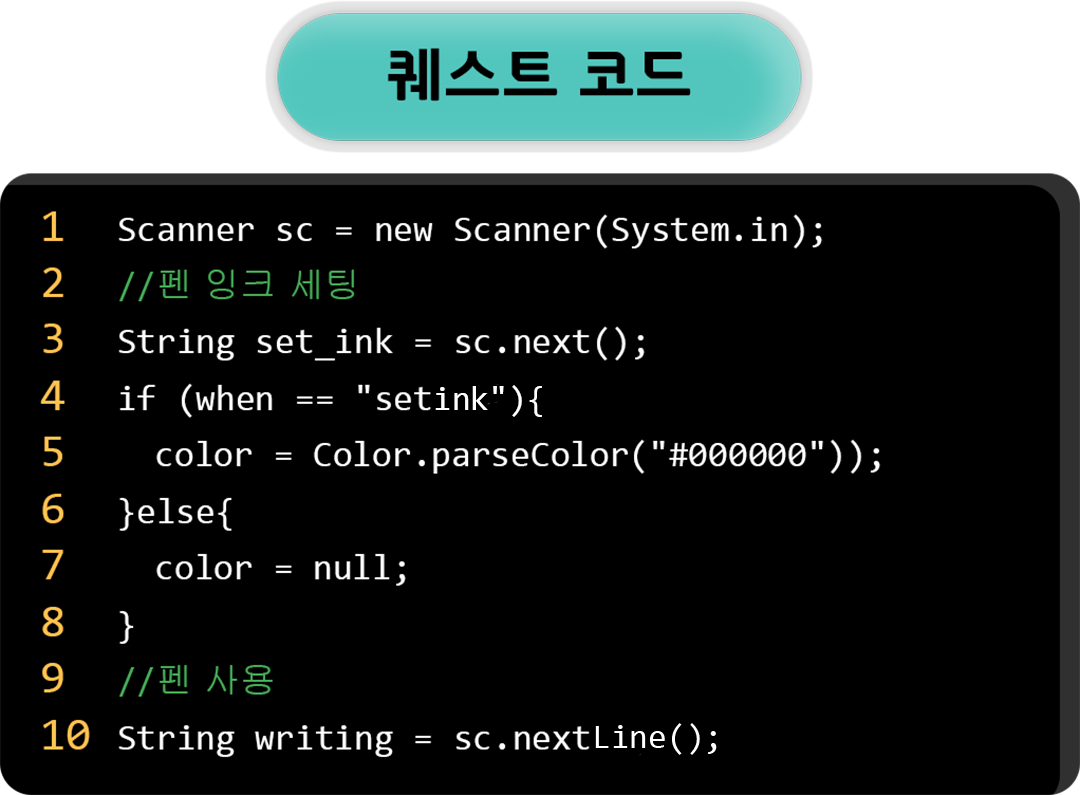 퀘스트 코드
1 Scanner sc = new Scanner(System.in);
2 //펜 잉크 세팅
3 String set_ink = sc.next();
4 if (when == "setink"){
5 color = Color.parseColor("#000000"));
6 }else{
7 color = null;
8 }
9 //펜 사용
10 String writing = sc.nextLine();